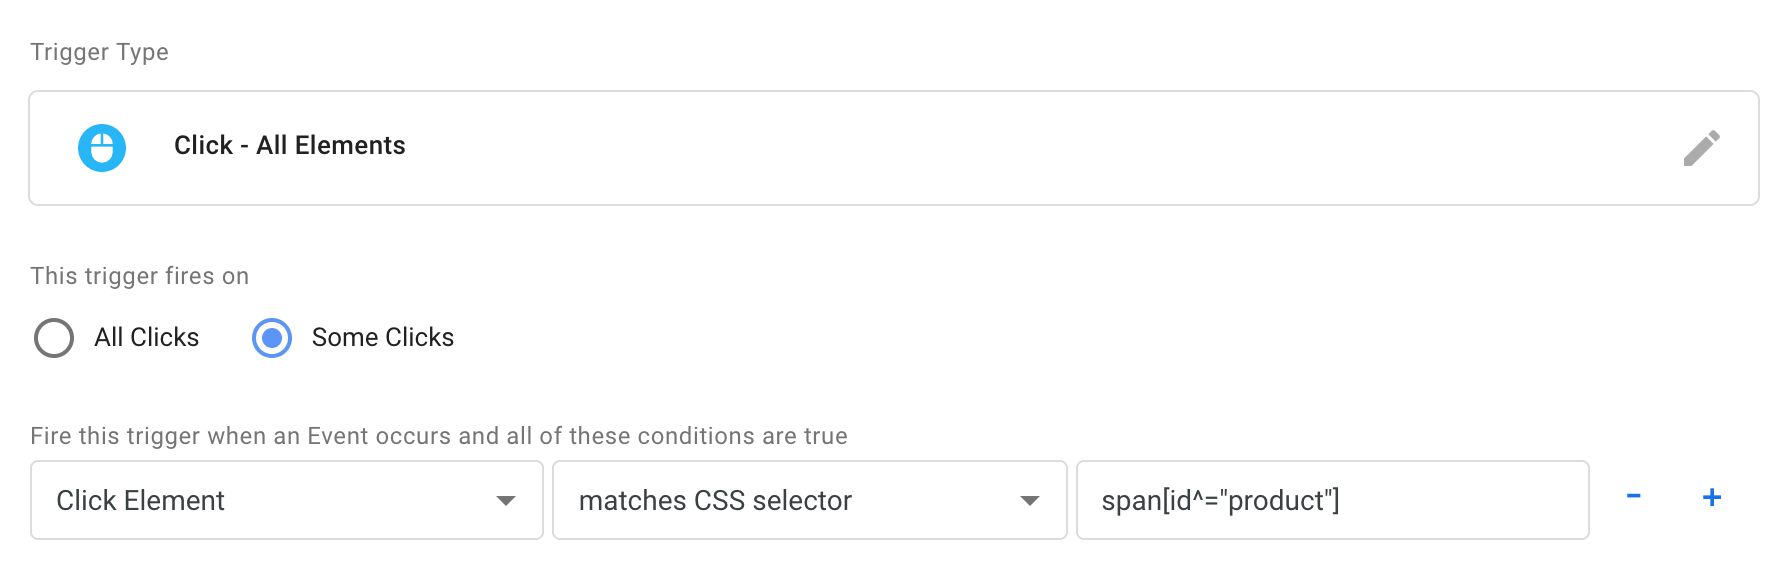 Trigger Type
Click - All Elements
This trigger fires on
All Clicks Some Clicks
Fire this trigger when an Event occurs and all of these conditions are true
Click Element matches CSS selector span[id^="product"] - +